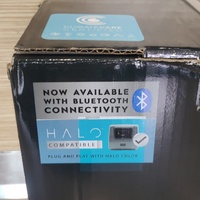 NOW AVAILABLE
WITH BLUETOOTH
CONNECTIVITY
HALO
COMPATIBLE
PLUG AND PLAY WITH HALO